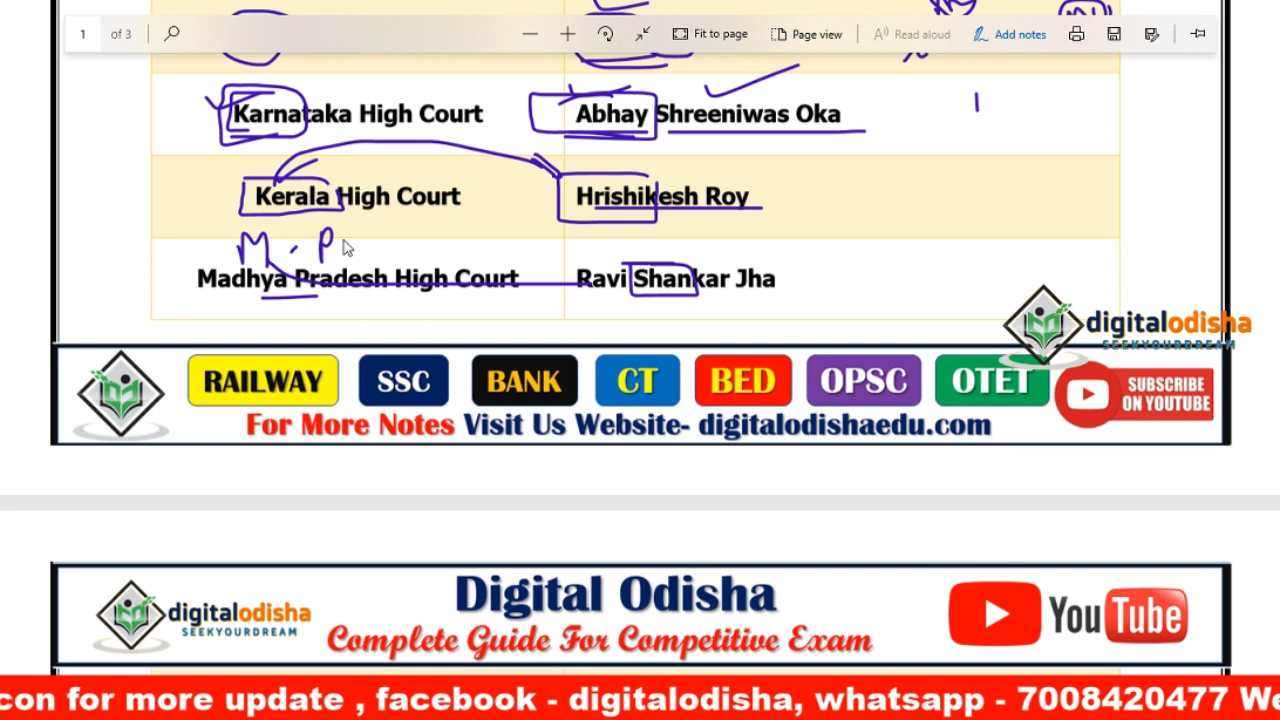 1 of 3 Fit to page Page view Read aloud Add notes
Karnataka High Court Abhay Shreeniwas Oka
Kerala High Court Hrishikesh Roy
M. P
Madhya Pradesh High Court Ravi Shankar Jha
digitalodisha
SEEKYOURDREAM
RAILWAY SSC BANK CT BED OPSC OTET
SUBSCRIBE
ON YOUTUBE
For More Notes Visit Us Website- digitalodishaedu.com
digitalodisha
SEEKYOURDREAM
Digital Odisha
Complete Guide For Competitive Exam
YouTube
con for more update , facebook - digitalodisha, whatsapp - 7008420477 We